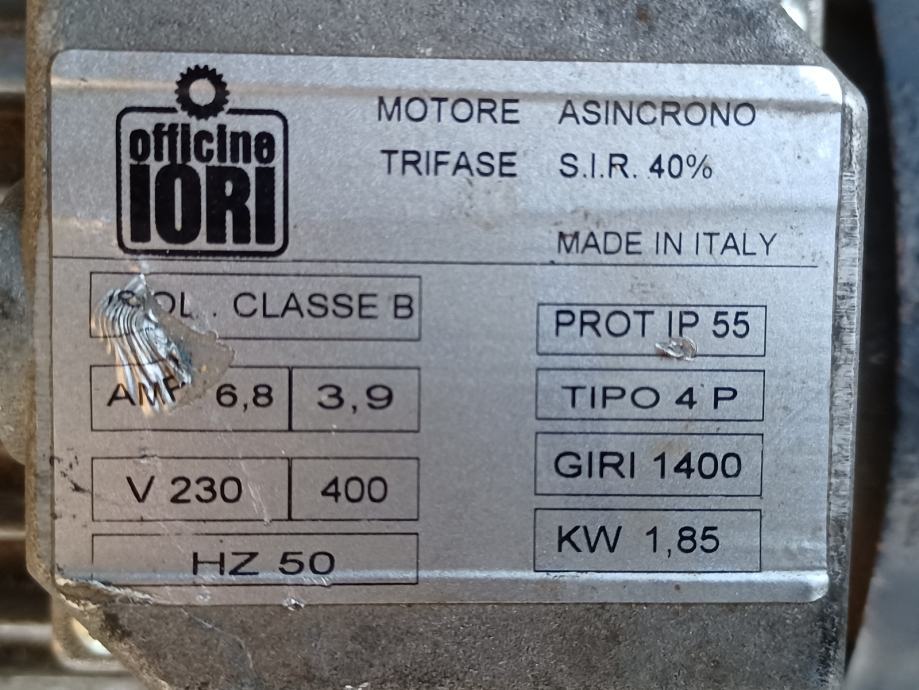 officine
IORI
MOTORE ASINCRONO
TRIFASE S.I.R. 40%
MADE IN ITALY
CLASSE B
6,8 3,9
V 230 400
HZ 50
PROT IP 55
TIPO 4 P
GIRI 1400
KW 1,85